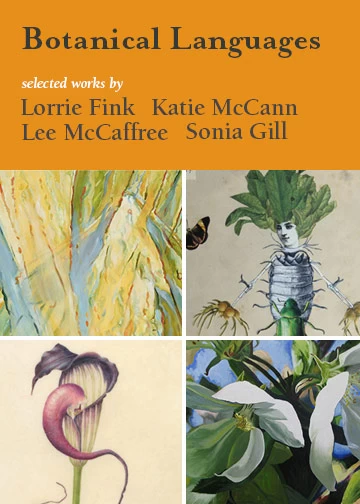 Botanical Languages
selected works by
Lorrie Fink Katie McCann
Lee McCaffree Sonia Gill